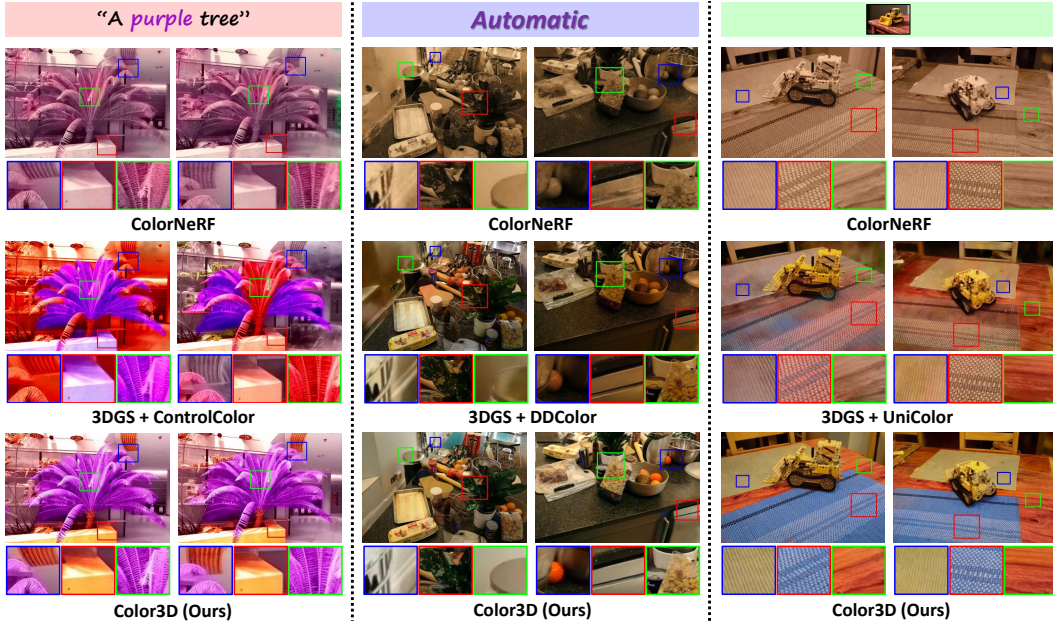 “A purple tree”
Automatic
ColorNeRF
ColorNeRF
ColorNeRF
3DGS + ControlColor
3DGS + DDColor
3DGS + UniColor
Color3D (Ours)
Color3D (Ours)
Color3D (Ours)